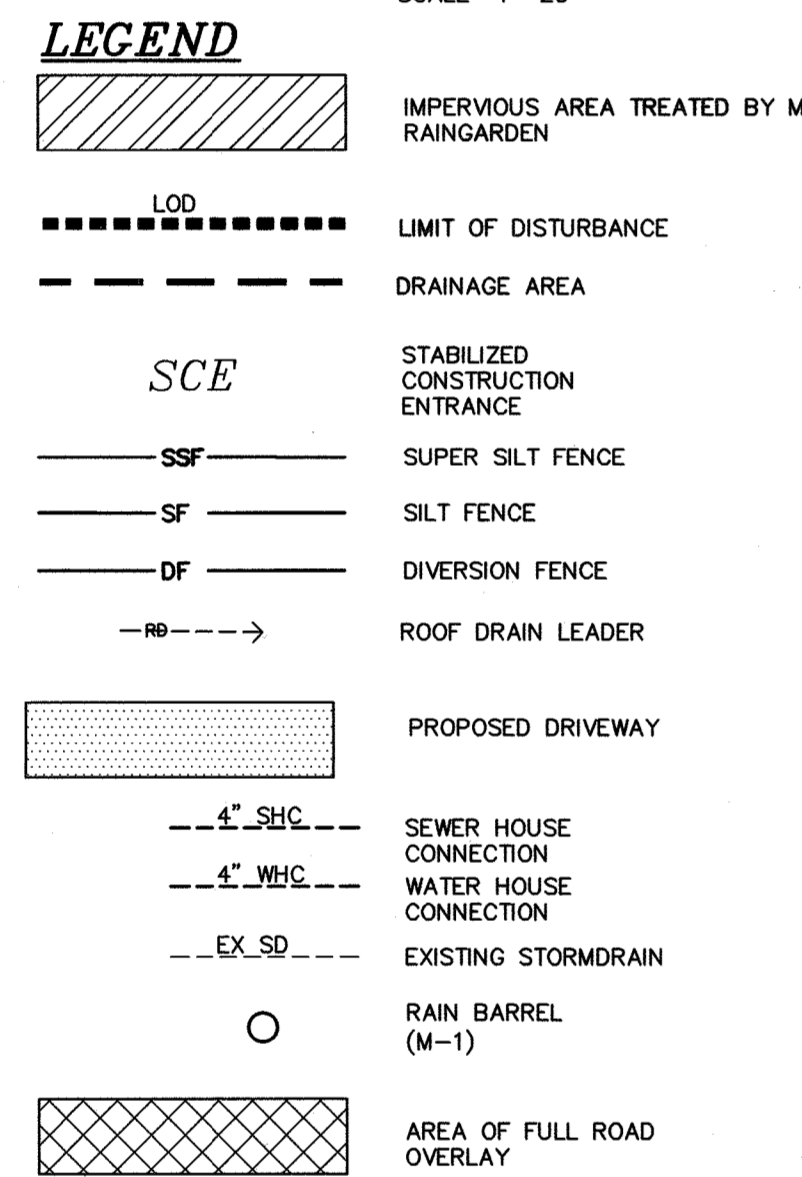 LEGEND
IMPERVIOUS AREA TREATED BY M
RAINGARDEN
LOD
LIMIT OF DISTURBANCE
DRAINAGE AREA
SCE
STABILIZED
CONSTRUCTION
ENTRANCE
SSF
SUPER SILT FENCE
SF
SILT FENCE
DF
DIVERSION FENCE
RD
ROOF DRAIN LEADER
PROPOSED DRIVEWAY
4" SHC
SEWER HOUSE
CONNECTION
4" WHC
WATER HOUSE
CONNECTION
EX SD
EXISTING STORMDRAIN
RAIN BARREL
(M-1)
AREA OF FULL ROAD
OVERLAY